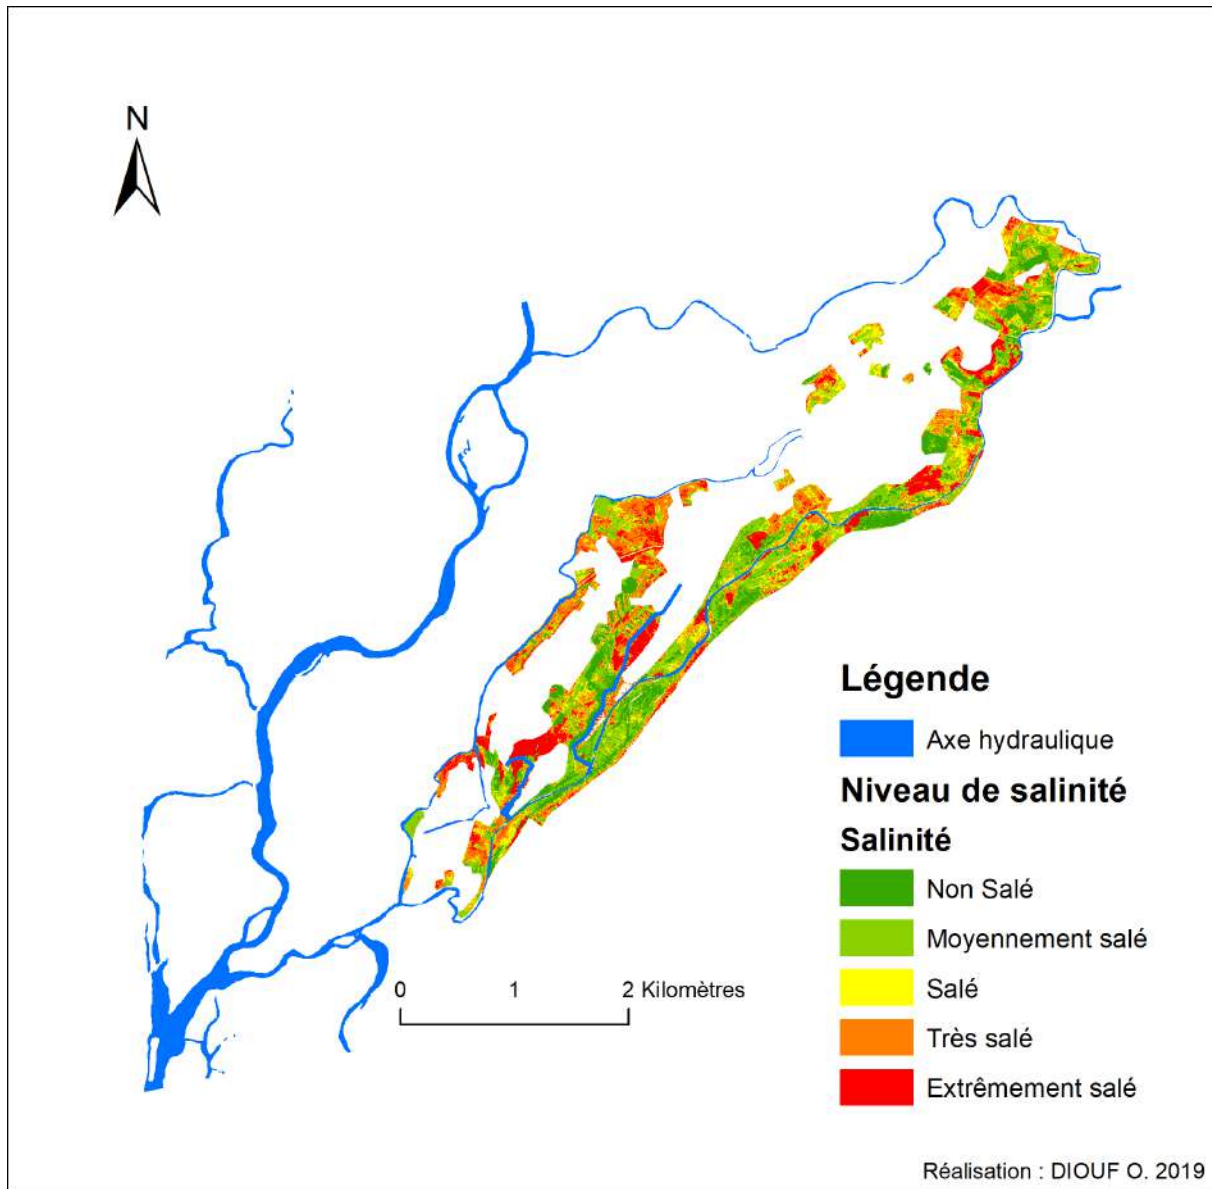 N
Légende
Axe hydraulique
Niveau de salinité
Salinité
Non Salé
Moyennement salé
Salé
Très salé
Extrêmement salé
0 1 2 Kilomètres
Réalisation : DIOUF O. 2019